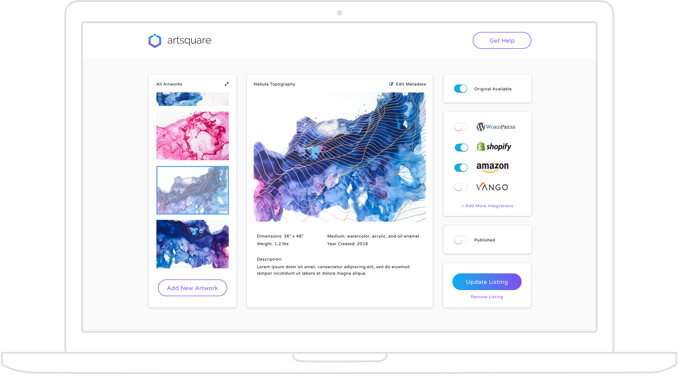 artsquare
Get Help
All Artworks
Nebula Topography
Edit Metadata
Original Available
WORDPRESS
shopify
amazon
VANGO
+ Add More Integrations
Dimensions: 36" x 48"
Medium: watercolor, acrylic, and oil enamel
Weight: 1.2 lbs
Year Created: 2016
Published
Description:
Lorem ipsum dolor sit amet, consectetur adipiscing elit, sed do eiusmod
tempor incididunt ut labore et dolore magna aliqua.
Add New Artwork
Update Listing
Remove Listing